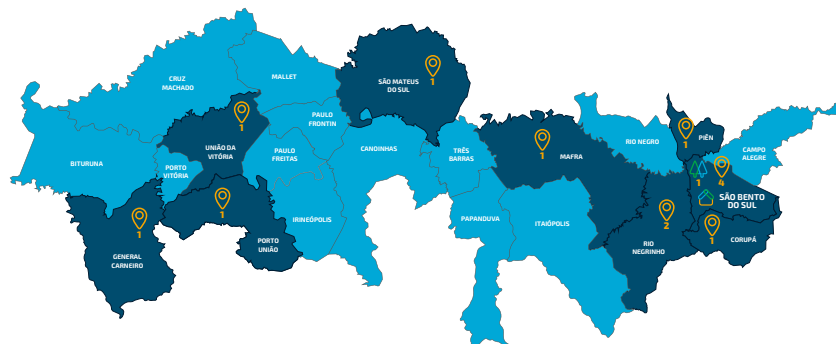 CRUZ
MACHADO
MALLET
SÃO MATEUS
DO SUL
1
1
PAULO
FRONTIN
UNIÃO DA
VITÓRIA
PAULO
FREITAS
CANOINHAS
TRÊS
BARRAS
1
MAFRA
RIO NEGRO
1
PIÊN
CAMPO
ALEGRE
BITURUNA
PORTO
VITÓRIA
1
4
SÃO BENTO
DO SUL
1
1
IRINEÓPOLIS
PAPANDUVA
ITAIÓPOLIS
2
1
CORUPÁ
PORTO
UNIÃO
RIO
NEGRINHO
GENERAL
CARNEIRO